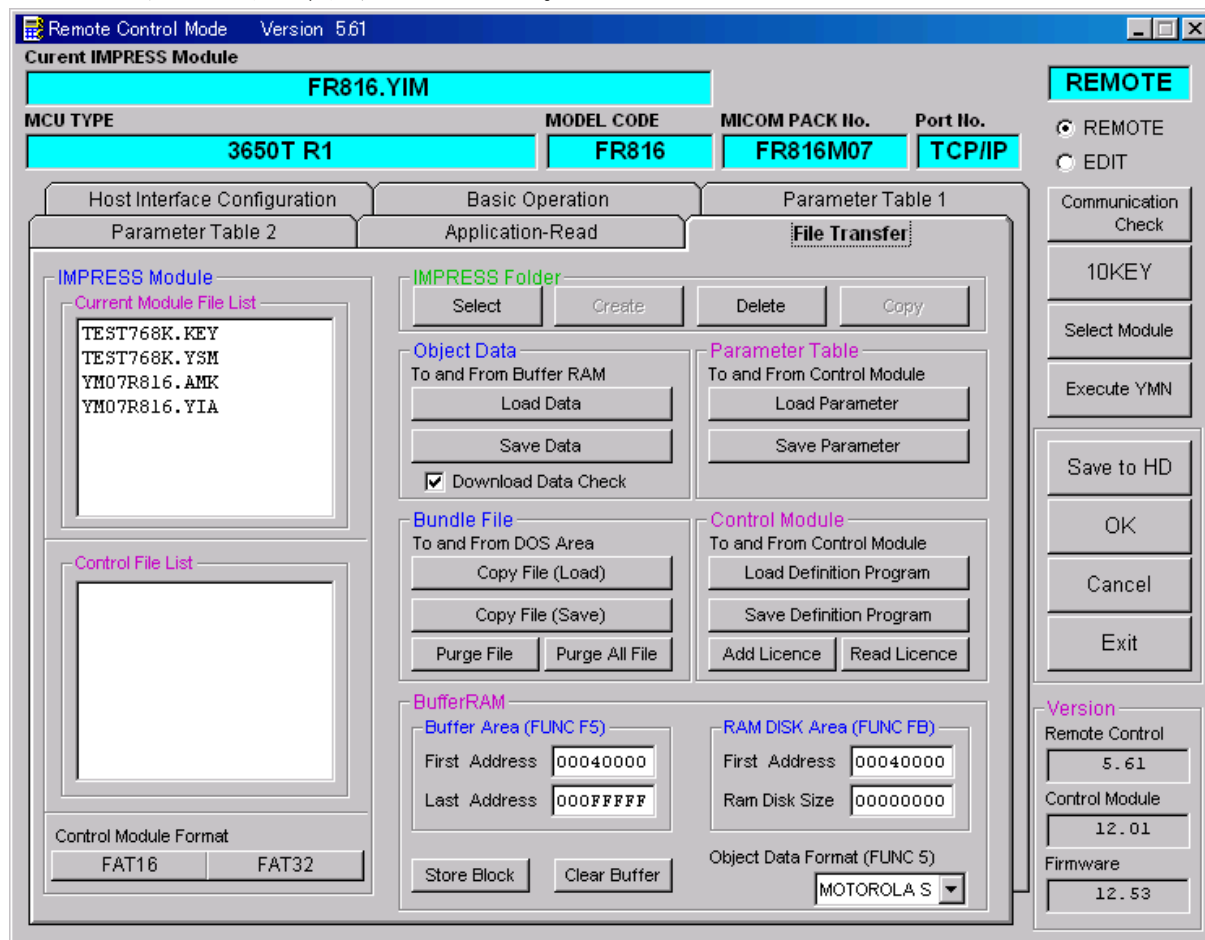 Remote Control Mode Version 5.61
Curent IMPRESS Module
FR816.YIM
REMOTE
MCU TYPE MODEL CODE MICOM PACK No. Port No.
3650T R1 FR816 FR816M07 TCP/IP
REMOTE
EDIT
Host Interface Configuration Basic Operation Parameter Table 1
Parameter Table 2 Application-Read File Transfer
Communication
Check
10KEY
Select Module
Execute YMN
Save to HD
OK
Cancel
Exit
IMPRESS Module
Current Module File List
TEST768K.KEY
TEST768K.YSM
YM07R816.AMK
YM07R816.YIA
Control File List
Control Module Format
FAT16 FAT32
IMPRESS Folder
Select Create Delete Copy
Object Data
To and From Buffer RAM
Load Data
Save Data
Download Data Check
Parameter Table
To and From Control Module
Load Parameter
Save Parameter
Bundle File
To and From DOS Area
Copy File (Load)
Copy File (Save)
Purge File Purge All File
Control Module
To and From Control Module
Load Definition Program
Save Definition Program
Add Licence Read Licence
BufferRAM
Buffer Area (FUNC F5)
First Address 00040000
Last Address 000FFFFF
RAM DISK Area (FUNC FB)
First Address 00040000
Ram Disk Size 00000000
Store Block Clear Buffer
Object Data Format (FUNC 5)
MOTOROLA S
Version
Remote Control
5.61
Control Module
12.01
Firmware
12.53